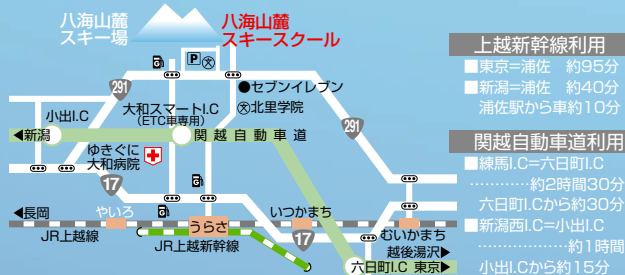 八海山麓
スキー場
八海山麓
スキースクール
P
文
セブンイレブン
文北里学院
291
小出I.C
大和スマートI.C
(ETC車専用)
291
◀新潟
関越自動車道
ゆきぐに
大和病院
17
◀長岡
やいろ
うらさ
いつかまち
むいかまち
JR上越線
JR上越新幹線
17
越後湯沢▶
六日町I.C 東京▶
上越新幹線利用
■東京=浦佐 約95分
■新潟=浦佐 約40分
浦佐駅から車約10分
関越自動車道利用
■練馬I.C=六日町I.C
…………約2時間30分
六日町I.Cから約30分
■新潟西I.C=小出I.C
………………約1時間
小出I.Cから約15分